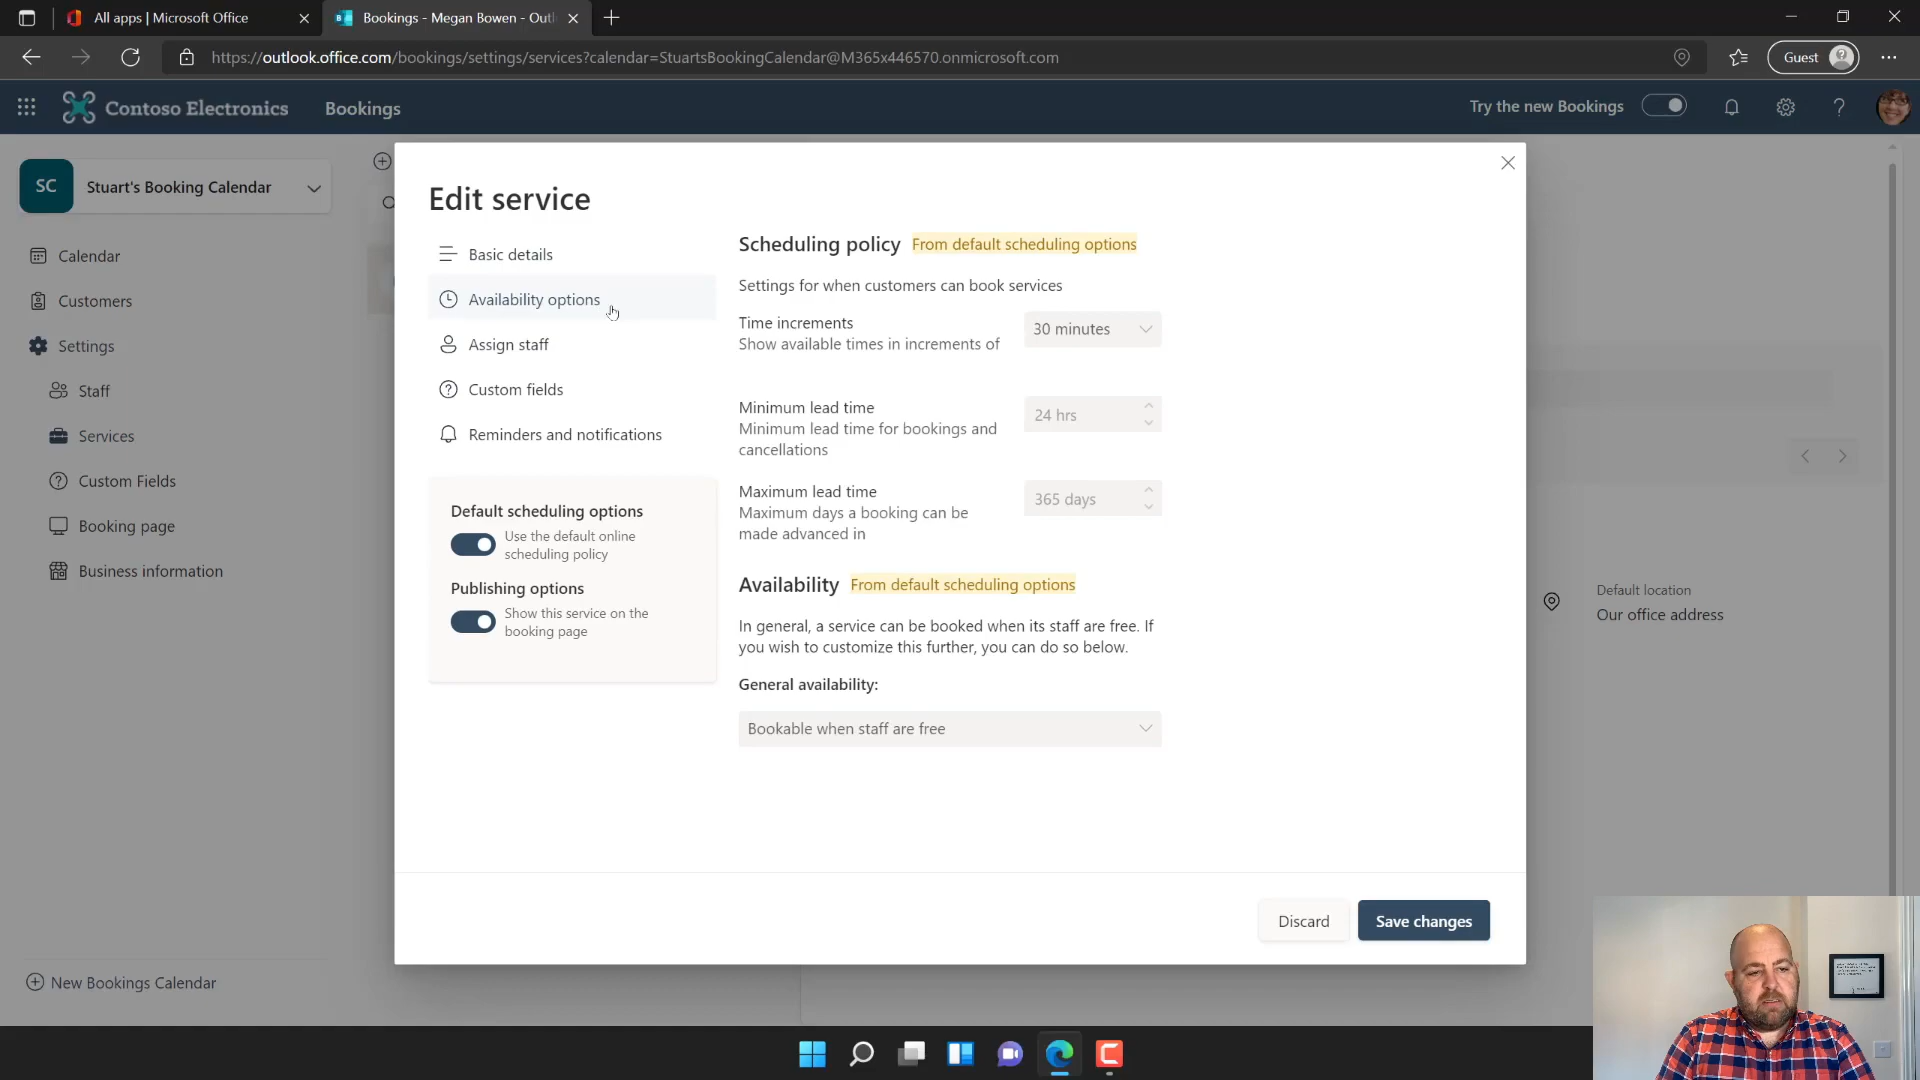 All apps | Microsoft Office
Bookings - Megan Bowen - Outl
https://outlook.office.com/bookings/settings/services?calendar=StuartsBookingCalendar@M365x446570.onmicrosoft.com
Guest
Contoso Electronics
Bookings
Try the new Bookings
SC
Stuart's Booking Calendar
Calendar
Customers
Settings
Staff
Services
Custom Fields
Booking page
Business information
New Bookings Calendar
Edit service
Basic details
Availability options
Assign staff
Custom fields
Reminders and notifications
Default scheduling options
Use the default online
scheduling policy
Publishing options
Show this service on the
booking page
Scheduling policy From default scheduling options
Settings for when customers can book services
Time increments
Show available times in increments of
30 minutes
Minimum lead time
Minimum lead time for bookings and
cancellations
24 hrs
Maximum lead time
Maximum days a booking can be
made advanced in
365 days
Availability From default scheduling options
In general, a service can be booked when its staff are free. If
you wish to customize this further, you can do so below.
General availability:
Bookable when staff are free
Discard
Save changes
Default location
Our office address